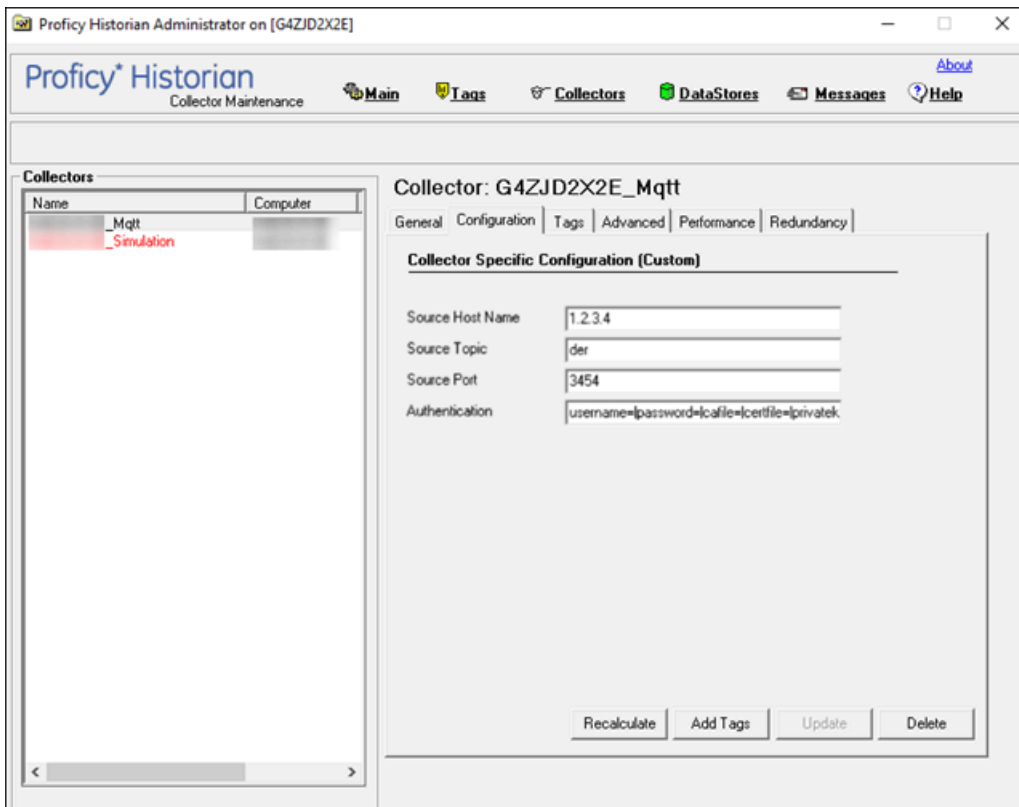 Proficy Historian Administrator on [G4ZJD2X2E]
Proficy* Historian
Collector Maintenance
Main Tags Collectors DataStores Messages Help
About
Collectors
Name Computer
_Mqtt
_Simulation
Collector: G4ZJD2X2E_Mqtt
General Configuration Tags Advanced Performance Redundancy
Collector Specific Configuration (Custom)
Source Host Name 1.2.3.4
Source Topic der
Source Port 3454
Authentication username=|password=|cafile=|certfile=|privatek
Recalculate Add Tags Update Delete